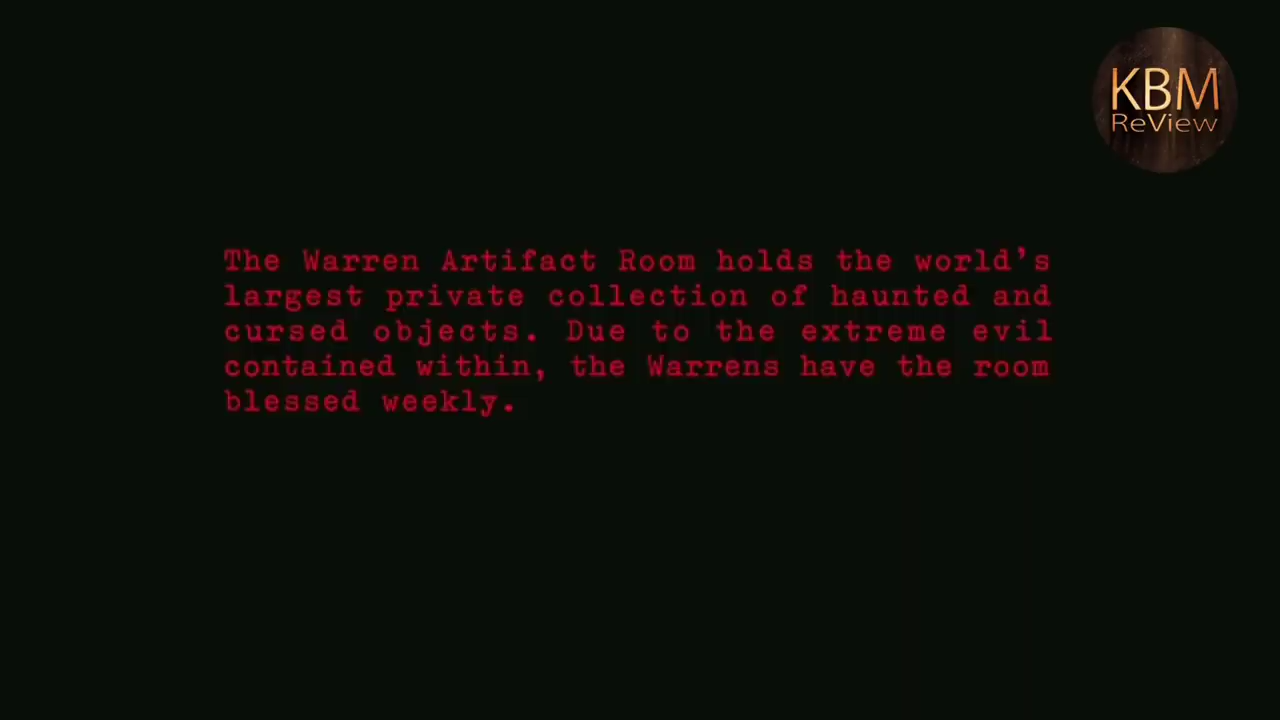 KBM
ReView
The Warren Artifact Room holds the world's
largest private collection of haunted and
cursed objects. Due to the extreme evil
contained within, the Warrens have the room
blessed weekly.